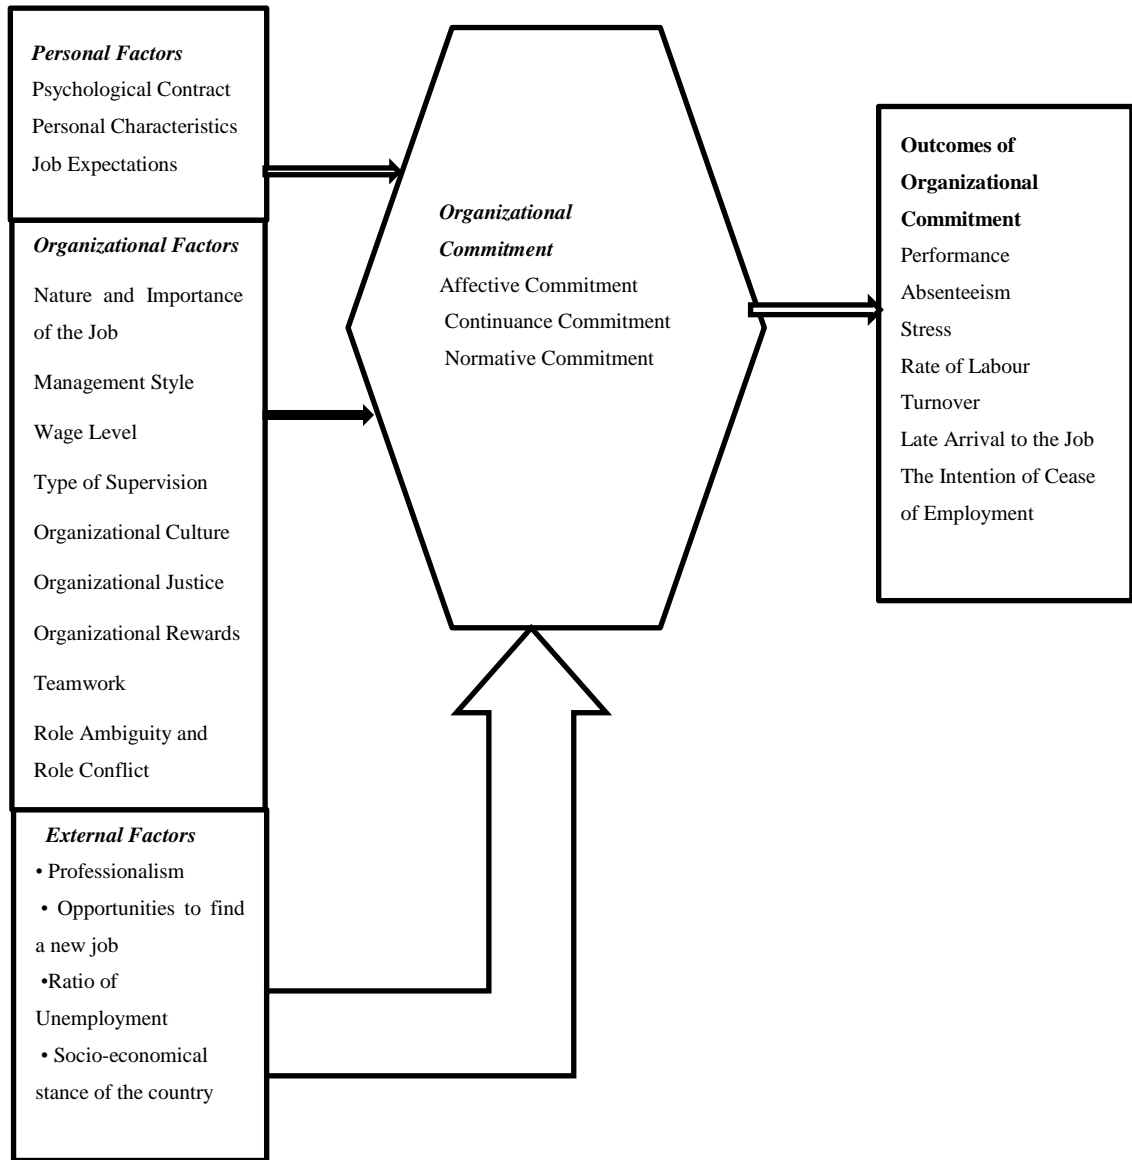 Personal Factors
Psychological Contract
Personal Characteristics
Job Expectations
Organizational Factors
Nature and Importance
of the Job
Management Style
Wage Level
Type of Supervision
Organizational Culture
Organizational Justice
Organizational Rewards
Teamwork
Role Ambiguity and
Role Conflict
External Factors
• Professionalism
• Opportunities to find
a new job
•Ratio of
Unemployment
• Socio-economical
stance of the country
Organizational
Commitment
Affective Commitment
Continuance Commitment
Normative Commitment
Outcomes of
Organizational
Commitment
Performance
Absenteeism
Stress
Rate of Labour
Turnover
Late Arrival to the Job
The Intention of Cease
of Employment